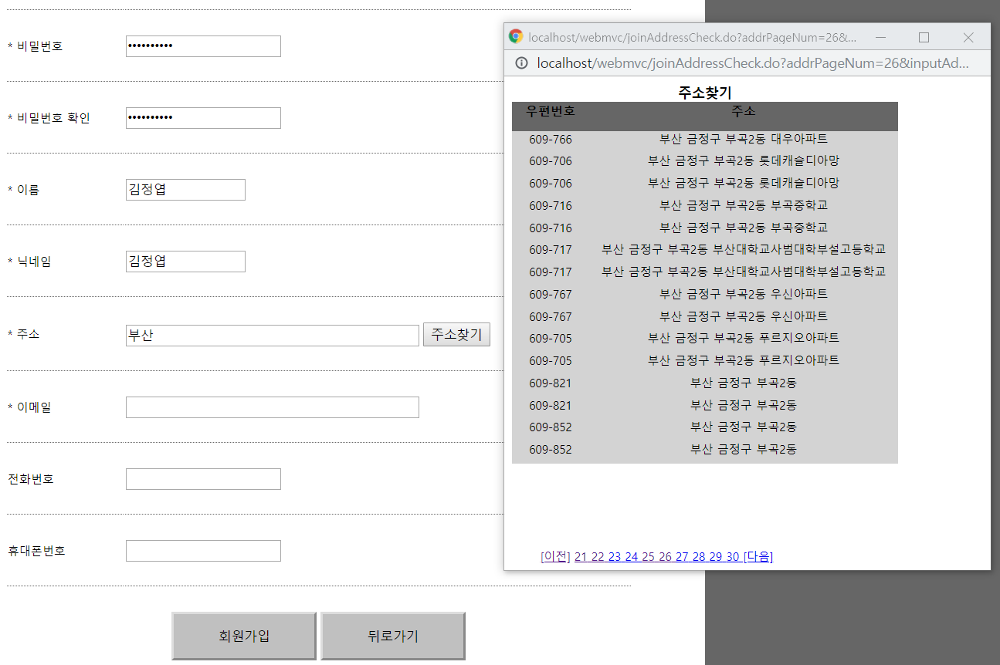 * 비밀번호 ••••••••••
* 비밀번호 확인 ••••••••••
* 이름 김정엽
* 닉네임 김정엽
* 주소 부산 주소찾기
* 이메일
전화번호
휴대폰번호
회원가입 뒤로가기
localhost/webmvc/joinAddressCheck.do?addrPageNum=26&...
localhost/webmvc/joinAddressCheck.do?addrPageNum=26&inputAd...
주소찾기
우편번호 주소
609-766 부산 금정구 부곡2동 대우아파트
609-706 부산 금정구 부곡2동 롯데캐슬디아망
609-706 부산 금정구 부곡2동 롯데캐슬디아망
609-716 부산 금정구 부곡2동 부곡중학교
609-716 부산 금정구 부곡2동 부곡중학교
609-717 부산 금정구 부곡2동 부산대학교사범대학부설고등학교
609-717 부산 금정구 부곡2동 부산대학교사범대학부설고등학교
609-767 부산 금정구 부곡2동 우신아파트
609-767 부산 금정구 부곡2동 우신아파트
609-705 부산 금정구 부곡2동 푸르지오아파트
609-705 부산 금정구 부곡2동 푸르지오아파트
609-821 부산 금정구 부곡2동
609-821 부산 금정구 부곡2동
609-852 부산 금정구 부곡2동
609-852 부산 금정구 부곡2동
[이전] 21 22 23 24 25 26 27 28 29 30 [다음]